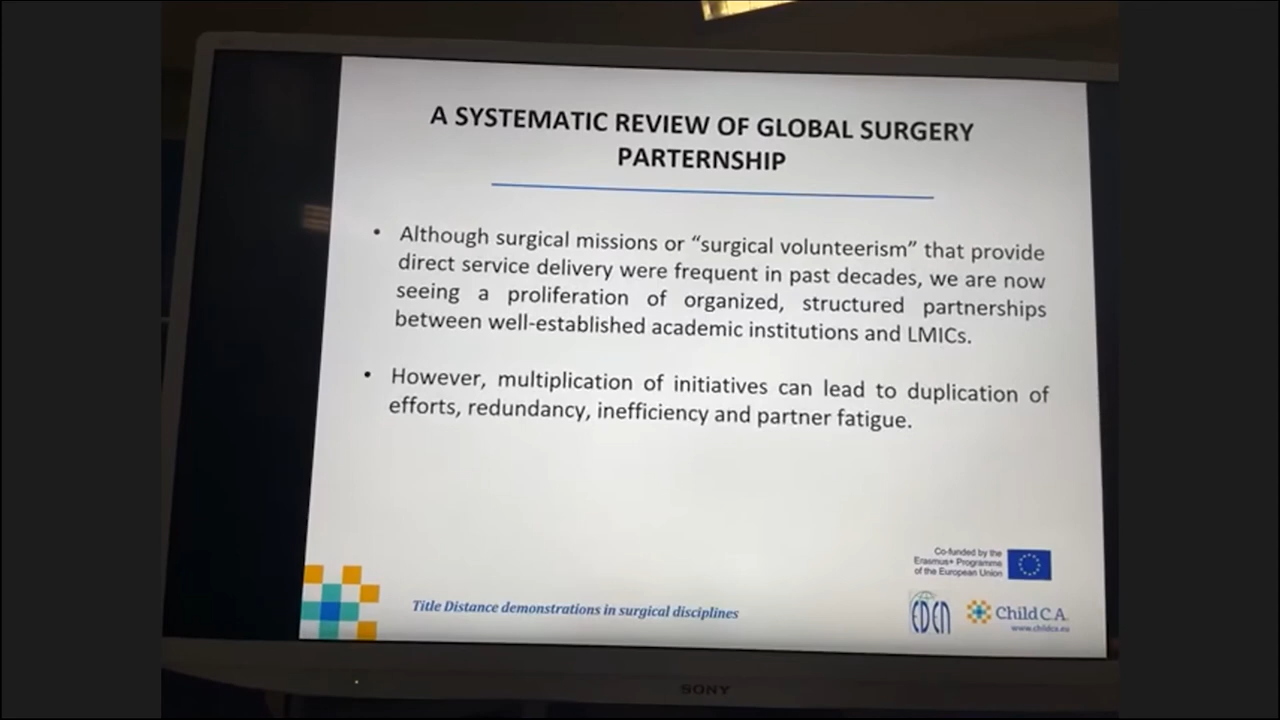 A SYSTEMATIC REVIEW OF GLOBAL SURGERY
PARTERNSHIP
• Although surgical missions or “surgical volunteerism” that provide
direct service delivery were frequent in past decades, we are now
seeing a proliferation of organized, structured partnerships
between well-established academic institutions and LMICs.
• However, multiplication of initiatives can lead to duplication of
efforts, redundancy, inefficiency and partner fatigue.
Co-funded by the
Erasmus+ Programme
of the European Union
Title Distance demonstrations in surgical disciplines
EDEN
Child C.A.
www.childca.eu
SONY